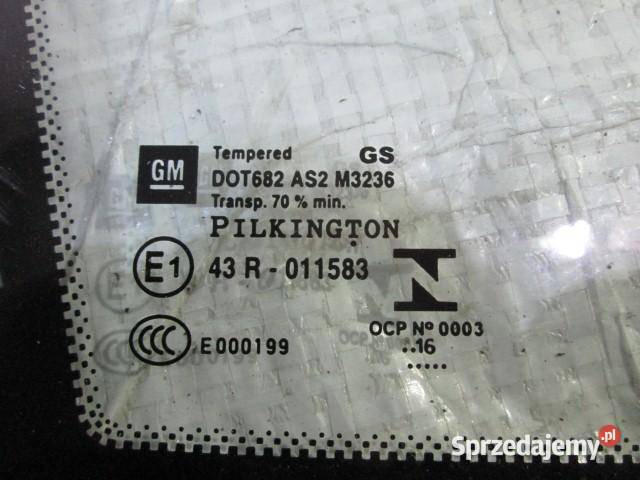 GM
Tempered GS
DOT682 AS2 M3236
Transp. 70 % min.
PILKINGTON
E1 43 R - 011583
CCC E000199
OCP Nº 0003
..16
.....
Sprzedajemy.pl